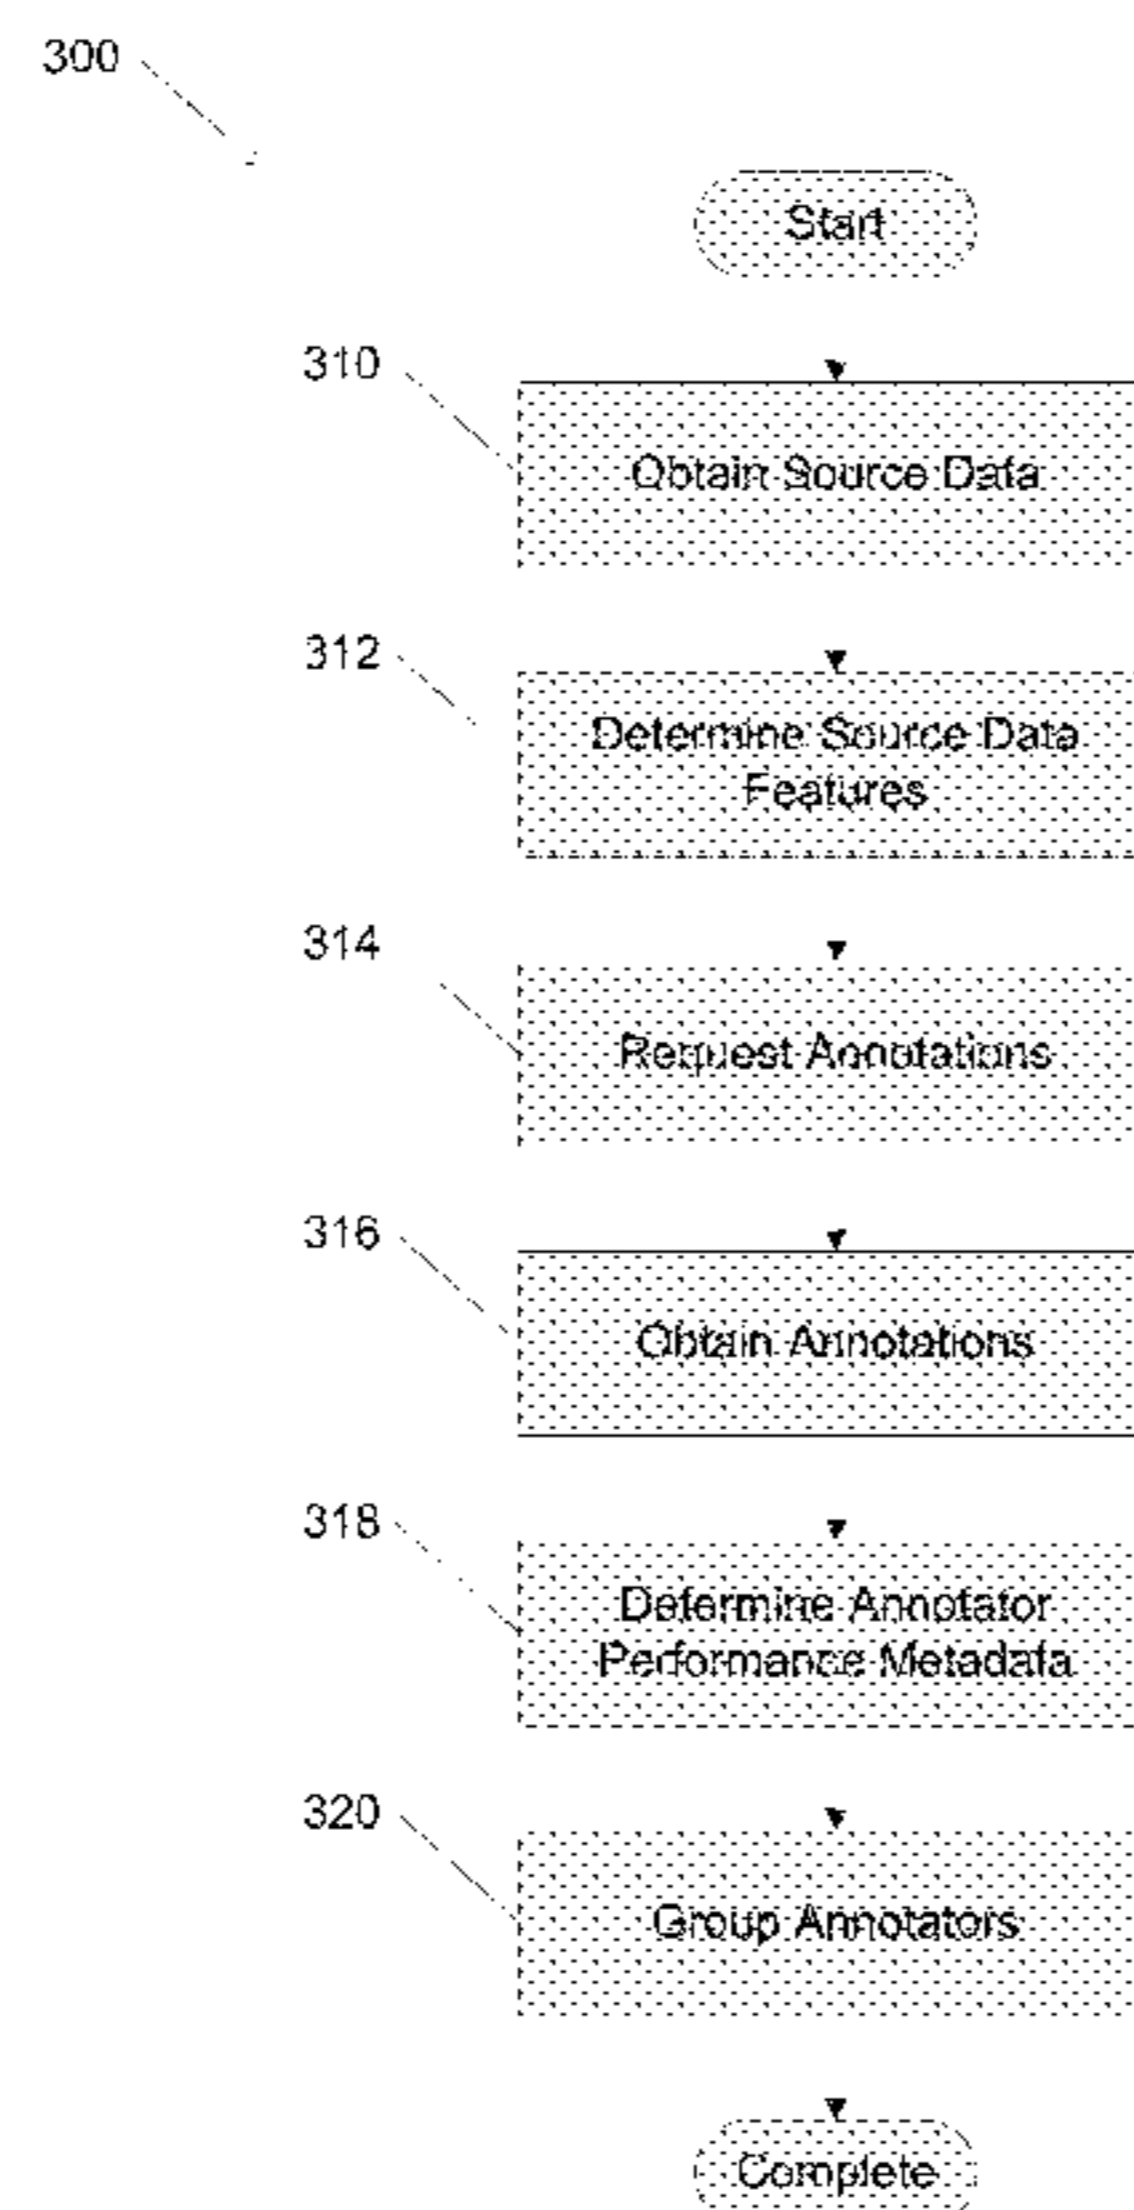 300
Start
310
Obtain Source Data
312
Determine Source Data
Features
314
Request Annotations
316
Obtain Annotations
318
Determine Annotator
Performance Metadata
320
Group Annotators
Complete